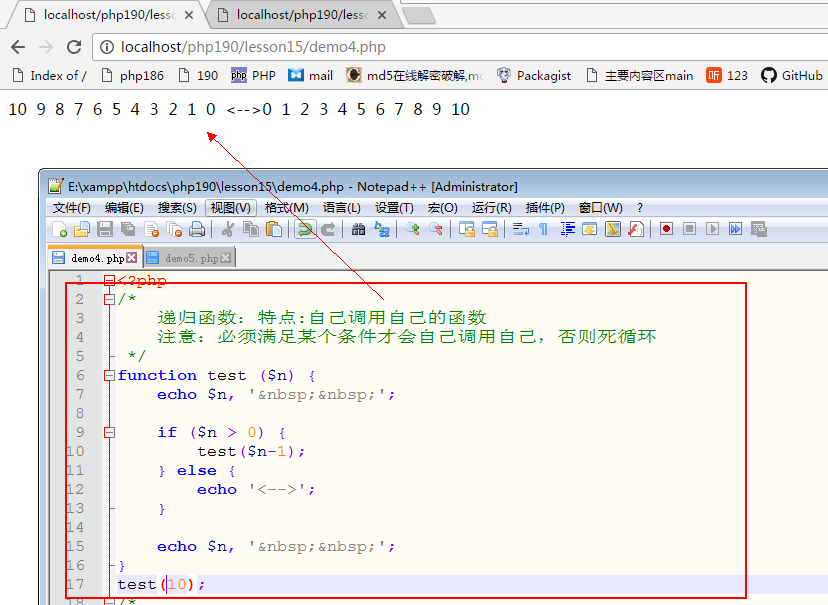 localhost/php190/lesso
localhost/php190/lesso
localhost/php190/lesson15/demo4.php
Index of / php186 190 php PHP mail md5在线解密破解,mc Packagist 主要内容区main 昕 123 GitHub
10 9 8 7 6 5 4 3 2 1 0 <-->0 1 2 3 4 5 6 7 8 9 10
E:\xampp\htdocs\php190\lesson15\demo4.php - Notepad++ [Administrator]
文件(F) 编辑(E) 搜索(S) 视图(V) 格式(M) 语言(L) 设置(T) 宏(O) 运行(R) 插件(P) 窗口(W) ?
demo4.php demo5.php
1 <?php
2 /*
3 递归函数: 特点:自己调用自己的函数
4 注意: 必须满足某个条件才会自己调用自己, 否则死循环
5 */
6 function test ($n) {
7 echo $n, '&nbsp;&nbsp;';
8
9 if ($n > 0) {
10 test($n-1);
11 } else {
12 echo '<-->';
13 }
14
15 echo $n, '&nbsp;&nbsp;';
16 }
17 test(10);
18 /*